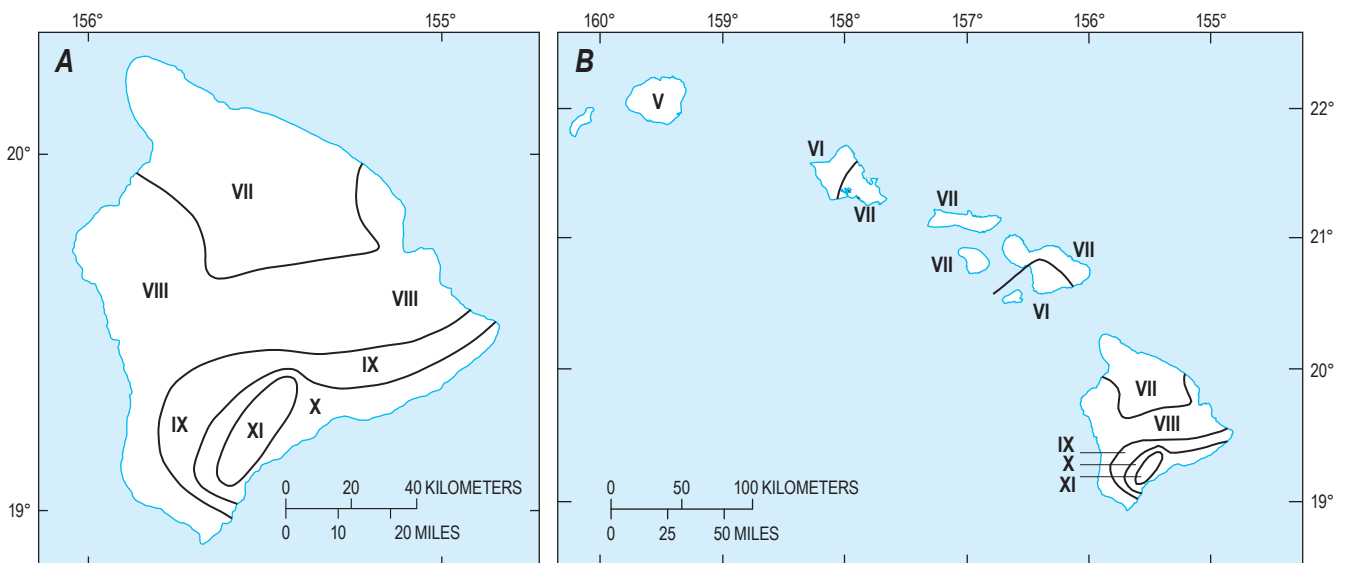 156° 155°
A
20°
19°
VII
VIII VIII
IX
IX
X
XI
0 20 40 KILOMETERS
0 10 20 MILES
160° 159° 158° 157° 156° 155°
B
22°
21°
20°
19°
V
VI
VII
VII
VII
VII
VI
VII
VIII
IX
X
XI
0 50 100 KILOMETERS
0 25 50 MILES